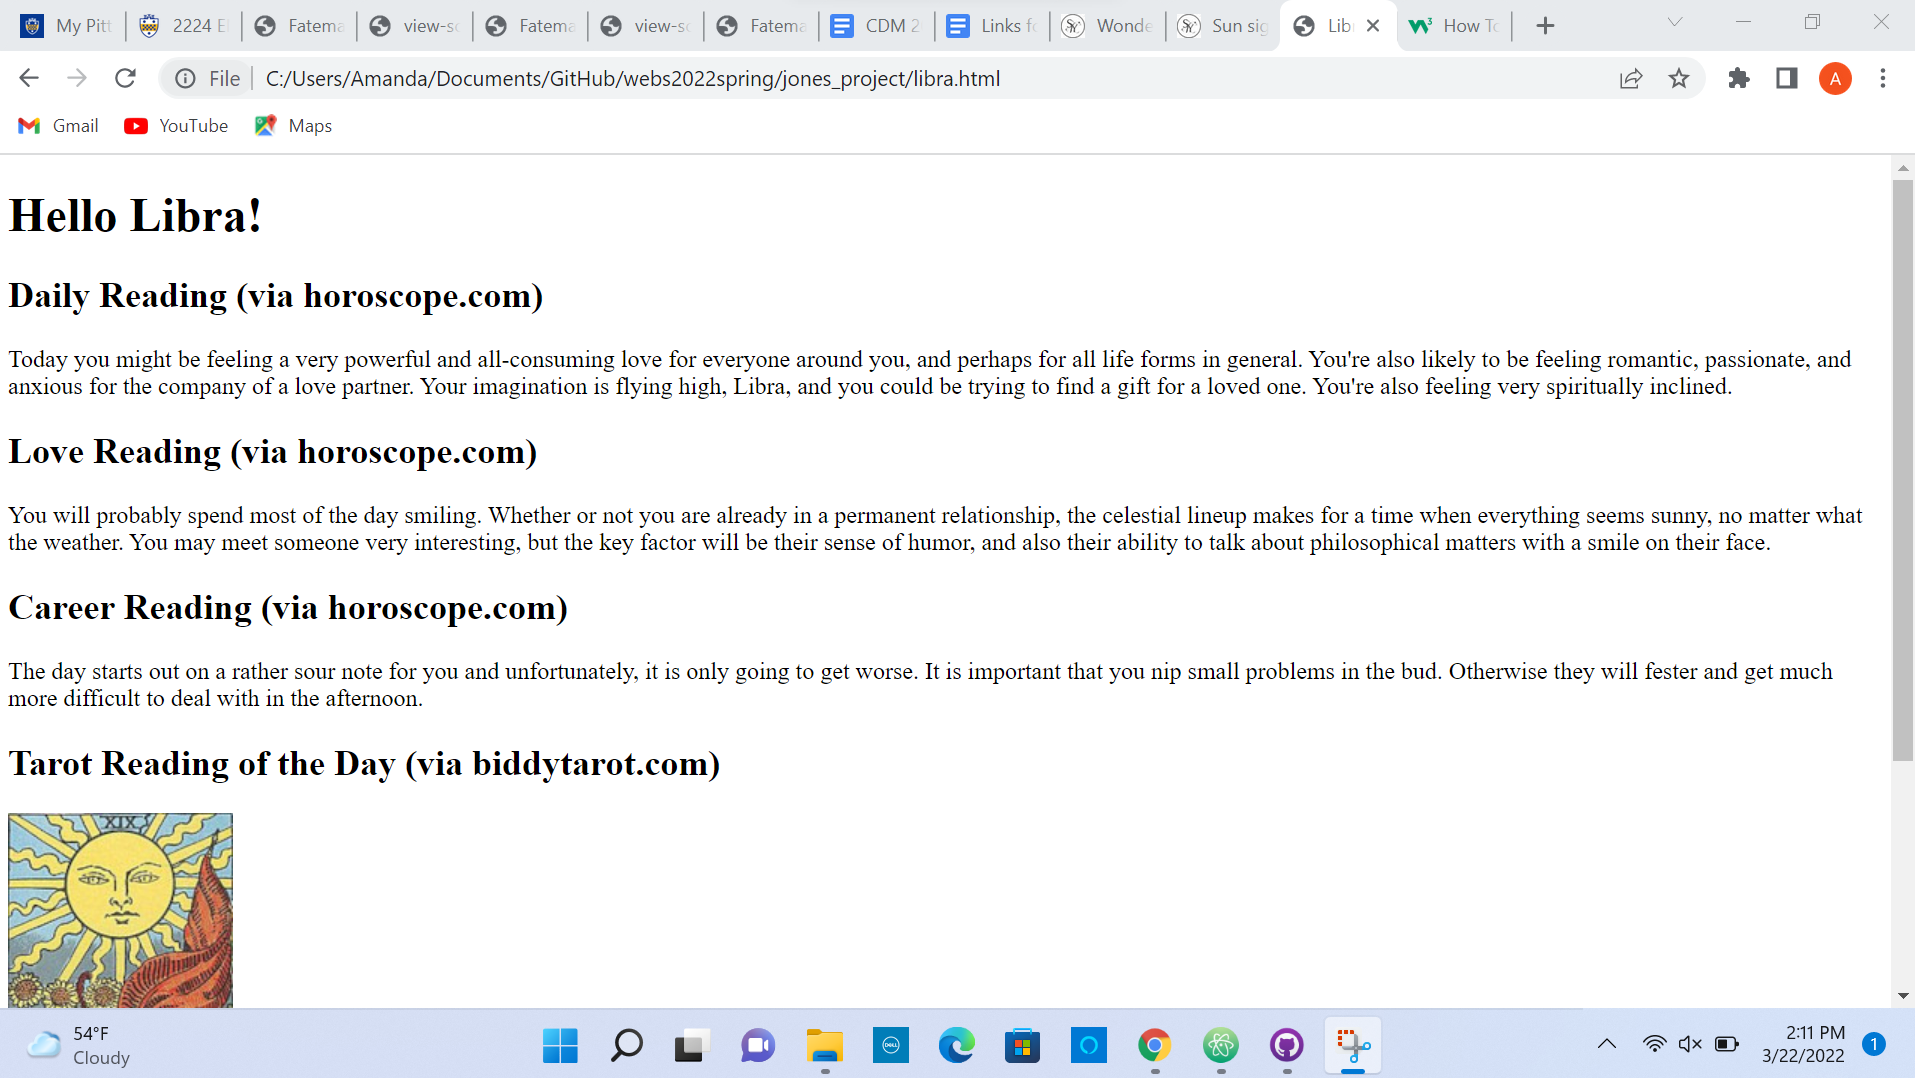 My Pitt 2224 E Fatema view-so Fatema view-so Fatema CDM 2 Links fo Wonde Sun sig Lib How To
File C:/Users/Amanda/Documents/GitHub/webs2022spring/jones_project/libra.html A
Gmail YouTube Maps
Hello Libra!
Daily Reading (via horoscope.com)
Today you might be feeling a very powerful and all-consuming love for everyone around you, and perhaps for all life forms in general. You're also likely to be feeling romantic, passionate, and
anxious for the company of a love partner. Your imagination is flying high, Libra, and you could be trying to find a gift for a loved one. You're also feeling very spiritually inclined.
Love Reading (via horoscope.com)
You will probably spend most of the day smiling. Whether or not you are already in a permanent relationship, the celestial lineup makes for a time when everything seems sunny, no matter what
the weather. You may meet someone very interesting, but the key factor will be their sense of humor, and also their ability to talk about philosophical matters with a smile on their face.
Career Reading (via horoscope.com)
The day starts out on a rather sour note for you and unfortunately, it is only going to get worse. It is important that you nip small problems in the bud. Otherwise they will fester and get much
more difficult to deal with in the afternoon.
Tarot Reading of the Day (via biddytarot.com)
XIX
54°F
Cloudy
DELL
2:11 PM
3/22/2022
1